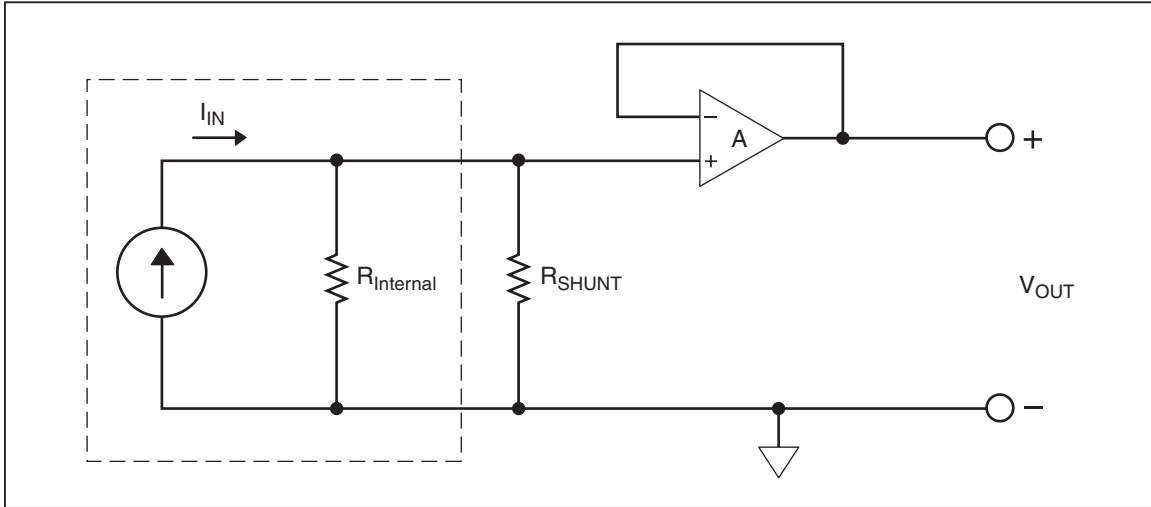 I_IN
−
A
+
+
R_Internal
R_SHUNT
V_OUT
−